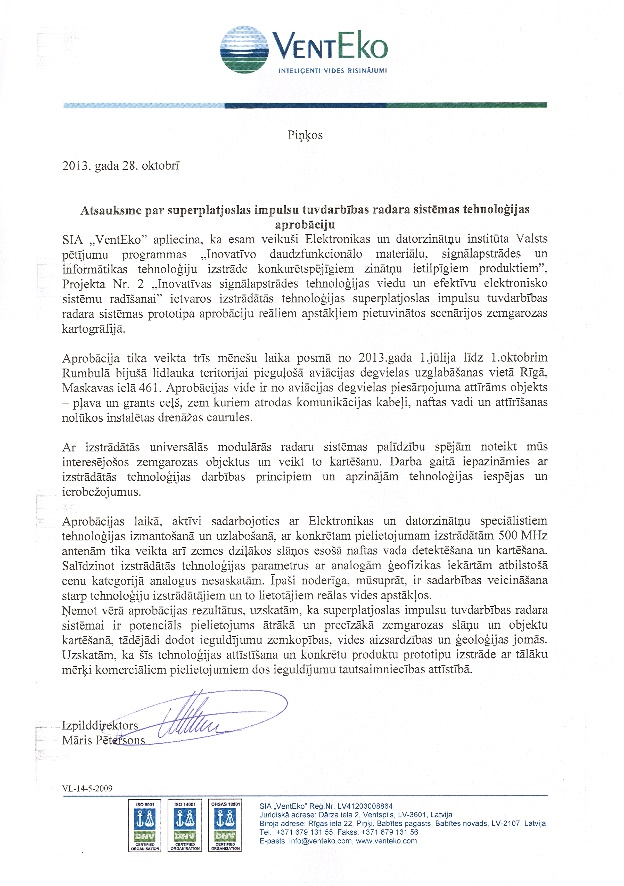 VENTEKO
INTELIĢENTI VIDES RISINĀJUMI
Piņķos
2013. gada 28. oktobrī
Atsauksme par superplatjoslas impulsu tuvdarbības radara sistēmas tehnoloģijas
aprobāciju
SIA „VentEko” apliecina, ka esam veikuši Elektronikas un datorzinātņu institūta Valsts
pētījumu programmas „Inovatīvo daudzfunkcionālo materiālu, signālapstrādes un
informātikas tehnoloģiju izstrāde konkurētspējīgiem zinātņu ietilpīgiem produktiem”,
Projekta Nr. 2 „Inovatīvas signālapstrādes tehnoloģijas viedu un efektīvu elektronisko
sistēmu radīšanai” ietvaros izstrādātās tehnoloģijas superplatjoslas impulsu tuvdarbības
radara sistēmas prototipa aprobāciju reāliem apstākļiem pietuvinātos scenārijos zemgarozas
kartogrāfijā.
Aprobācija tika veikta trīs mēnešu laika posmā no 2013.gada 1.jūlija līdz 1.oktobrim
Rumbulā bijušā lidlauka teritorijai pieguļošā aviācijas degvielas uzglabāšanas vietā Rīgā,
Maskavas ielā 461. Aprobācijas vide ir no aviācijas degvielas piesārņojuma attīrāms objekts
– pļava un grants ceļš, zem kuriem atrodas komunikācijas kabeļi, naftas vadi un attīrīšanas
nolūkos instalētas drenāžas caurules.
Ar izstrādātās universālās modulārās radaru sistēmas palīdzību spējām noteikt mūs
interesējošos zemgarozas objektus un veikt to kartēšanu. Darba gaitā iepazināmies ar
izstrādātās tehnoloģijas darbības principiem un apzinājām tehnoloģijas iespējas un
ierobežojumus.
Aprobācijas laikā, aktīvi sadarbojoties ar Elektronikas un datorzinātņu speciālistiem
tehnoloģijas izmantošanā un uzlabošanā, ar konkrētam pielietojumam izstrādātām 500 MHz
antenām tika veikta arī zemes dziļākos slāņos esošā naftas vada detektēšana un kartēšana.
Salīdzinot izstrādātās tehnoloģijas parametrus ar analogām ģeofizikas iekārtām atbilstošā
cenu kategorijā analogus nesaskatām. Īpaši noderīga, mūsuprāt, ir sadarbības veicināšana
starp tehnoloģiju izstrādātājiem un to lietotājiem reālas vides apstākļos.
Ņemot vērā aprobācijas rezultātus, uzskatām, ka superplatjoslas impulsu tuvdarbības radara
sistēmai ir potenciāls pielietojums ātrākā un precīzākā zemgarozas slāņu un objektu
kartēšanā, tādējādi dodot ieguldījumu zemkopības, vides aizsardzības un ģeoloģijas jomās.
Uzskatām, ka šīs tehnoloģijas attīstīšana un konkrētu produktu prototipu izstrāde ar tālāku
mērķi komerciāliem pielietojumiem dos ieguldījumu tautsaimniecības attīstībā.
Izpilddirektors
Māris Pētersons
VL-14-5-2009
ISO 9001 ISO 14001 OHSAS 18001
DNV DNV DNV
CERTIFIED ORGANISATION CERTIFIED ORGANISATION CERTIFIED ORGANISATION
SIA „VentEko” Reģ.Nr. LV41203008864
Juridiskā adrese: Dārza iela 2, Ventspils, LV-3601, Latvija
Biroja adrese: Rīgas iela 22, Piņķi, Babītes pagasts, Babītes novads, LV-2107, Latvija
Tel. +371 679 131 55, Fakss: +371 679 131 56
E-pasts: info@venteko.com, www.venteko.com